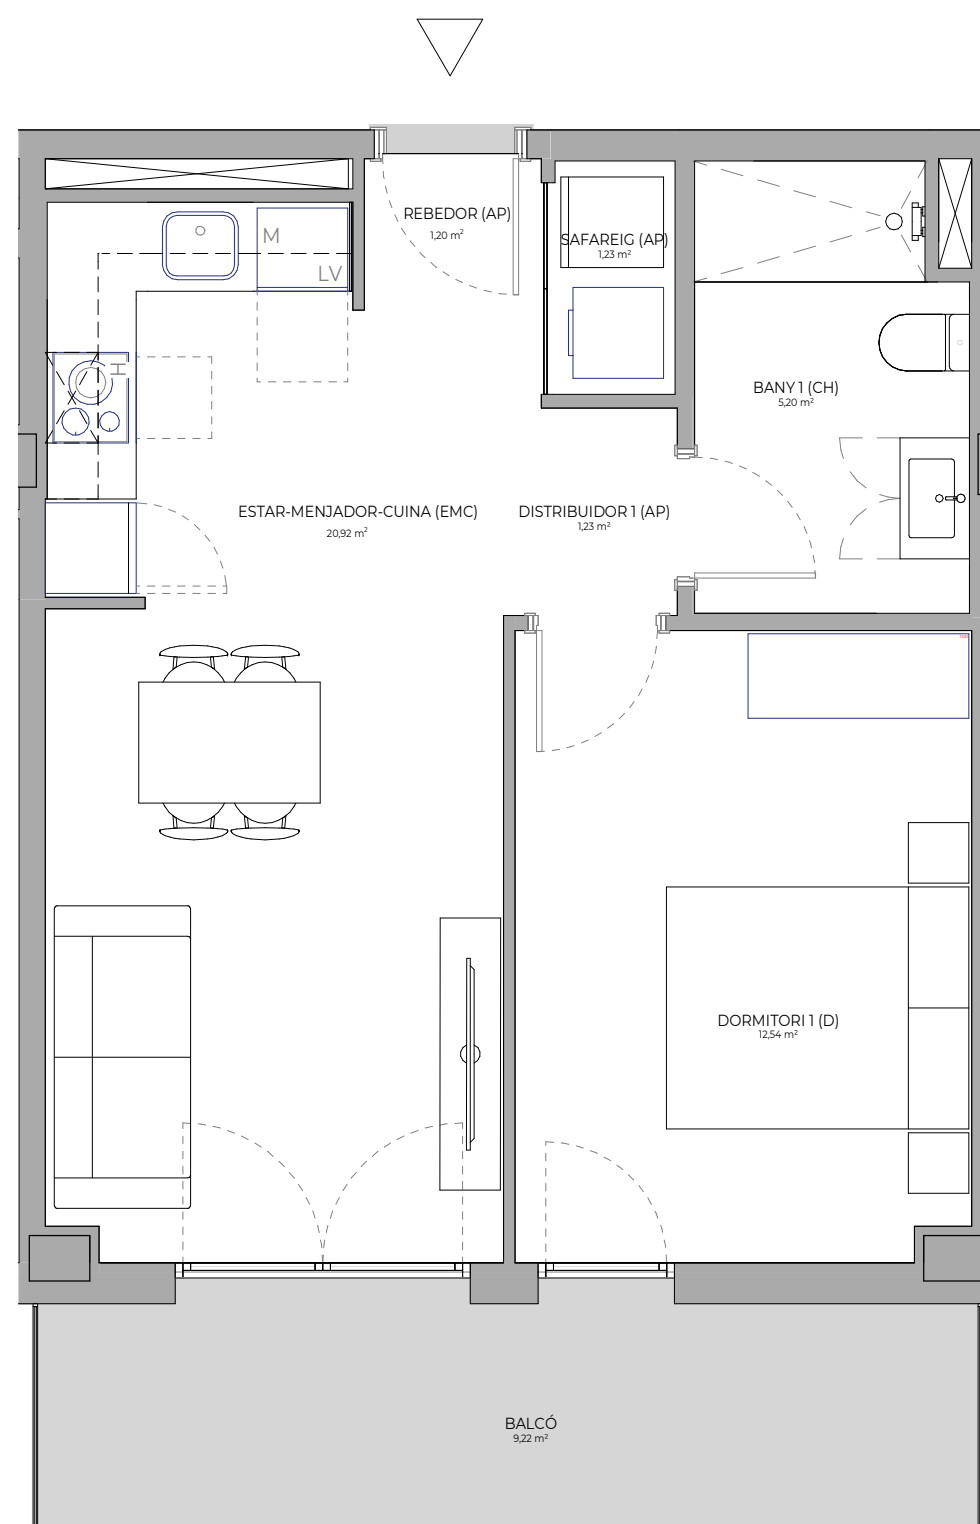 REBEDOR (AP)
1,20 m²
SAFAREIG (AP)
1,23 m²
M
LV
H
BANY 1 (CH)
5,20 m²
ESTAR-MENJADOR-CUINA (EMC)
20,92 m²
DISTRIBUIDOR 1 (AP)
1,23 m²
DORMITORI 1 (D)
12,54 m²
BALCÓ
9,22 m²